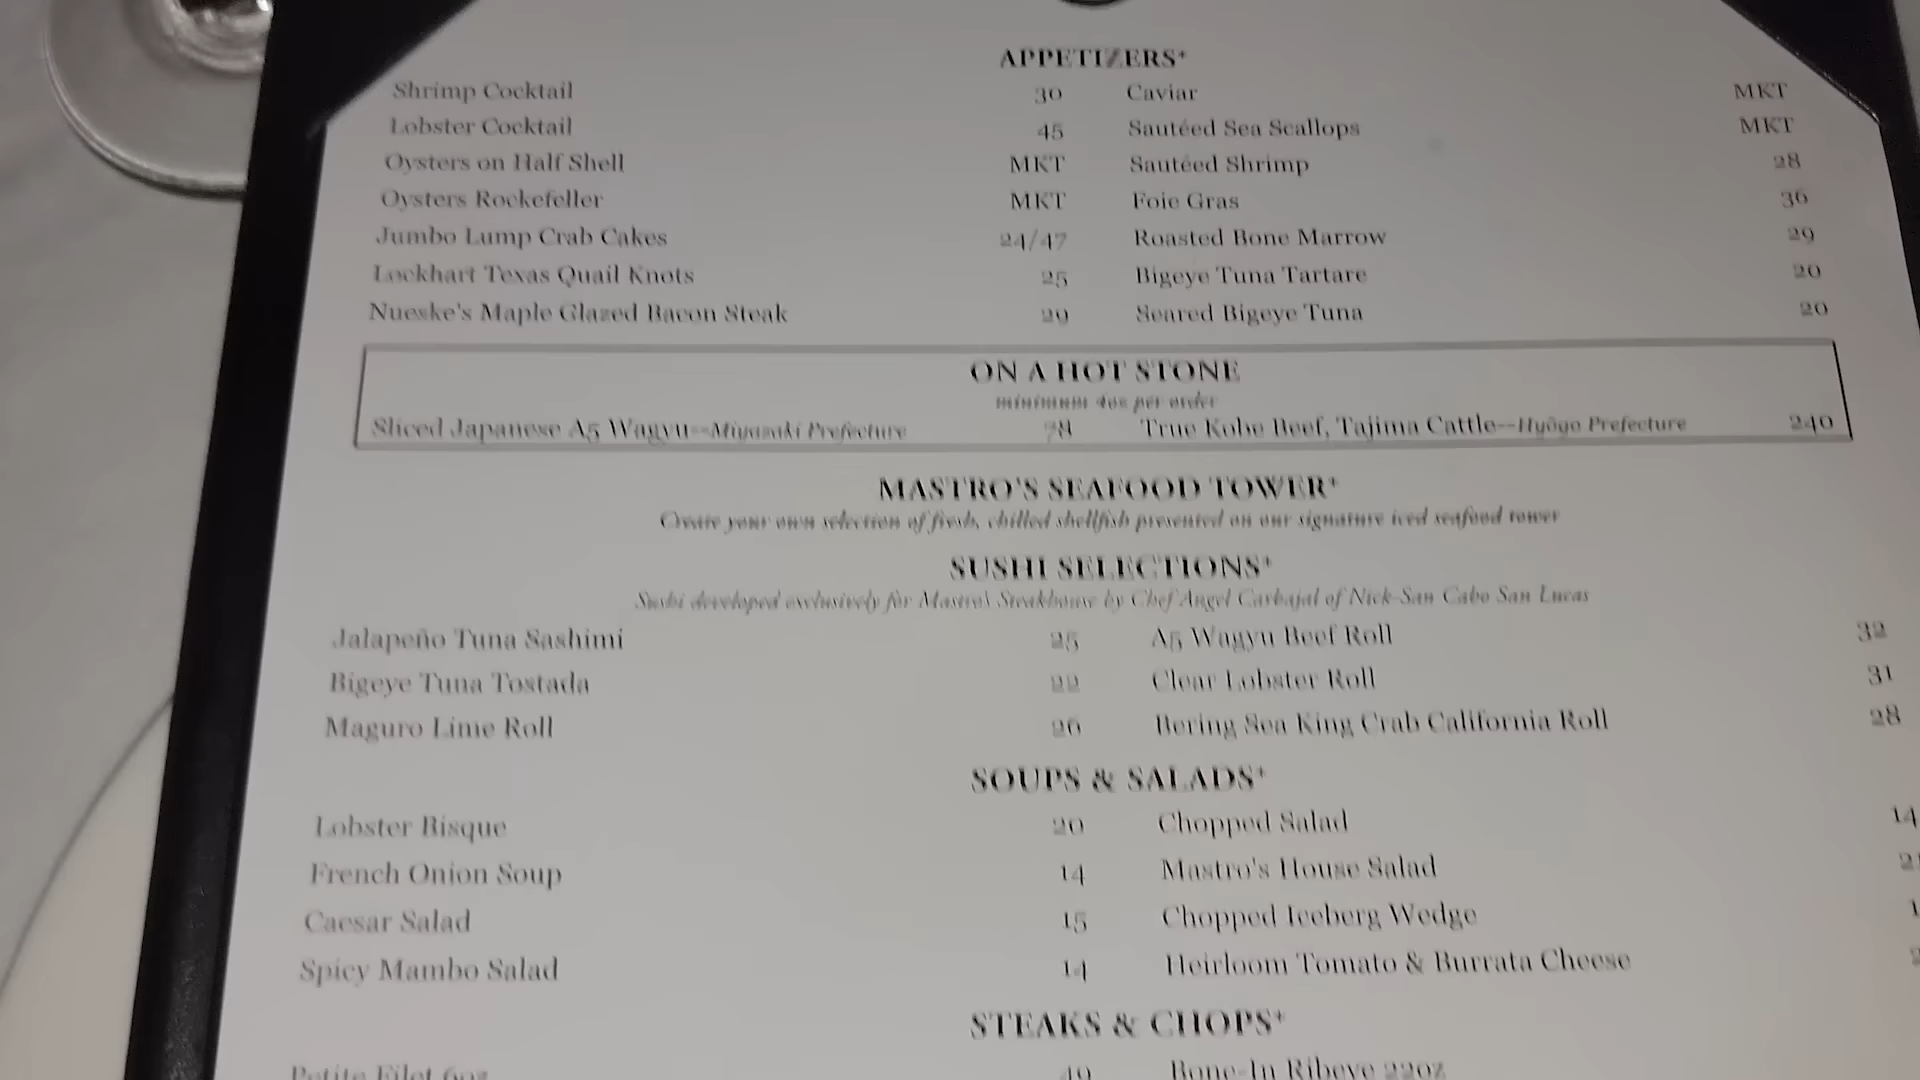 APPETIZERS+
Shrimp Cocktail 30 Caviar MKT
Lobster Cocktail 45 Sautéed Sea Scallops MKT
Oysters on Half Shell MKT Sautéed Shrimp 28
Oysters Rockefeller MKT Foie Gras 36
Jumbo Lump Crab Cakes 24/47 Roasted Bone Marrow 29
Lockhart Texas Quail Knots 25 Bigeye Tuna Tartare 20
Nueske's Maple Glazed Bacon Steak 29 Seared Bigeye Tuna 20
ON A HOT STONE
minimum 4oz per order
Sliced Japanese A5 Wagyu--Miyazaki Prefecture 78 True Kobe Beef, Tajima Cattle--Hyōgo Prefecture 240
MASTRO'S SEAFOOD TOWER+
Create your own selection of fresh, chilled shellfish presented on our signature iced seafood tower
SUSHI SELECTIONS+
Sushi developed exclusively for Mastro's Steakhouse by Chef Angel Carbajal of Nick-San Cabo San Lucas
Jalapeño Tuna Sashimi 25 A5 Wagyu Beef Roll 32
Bigeye Tuna Tostada 22 Clear Lobster Roll 31
Maguro Lime Roll 26 Bering Sea King Crab California Roll 28
SOUPS & SALADS+
Lobster Bisque 20 Chopped Salad 14
French Onion Soup 14 Mastro's House Salad
Caesar Salad 15 Chopped Iceberg Wedge
Spicy Mambo Salad 14 Heirloom Tomato & Burrata Cheese
STEAKS & CHOPS+
Petite Filet 6oz 49 Bone-In Ribeye 22oz